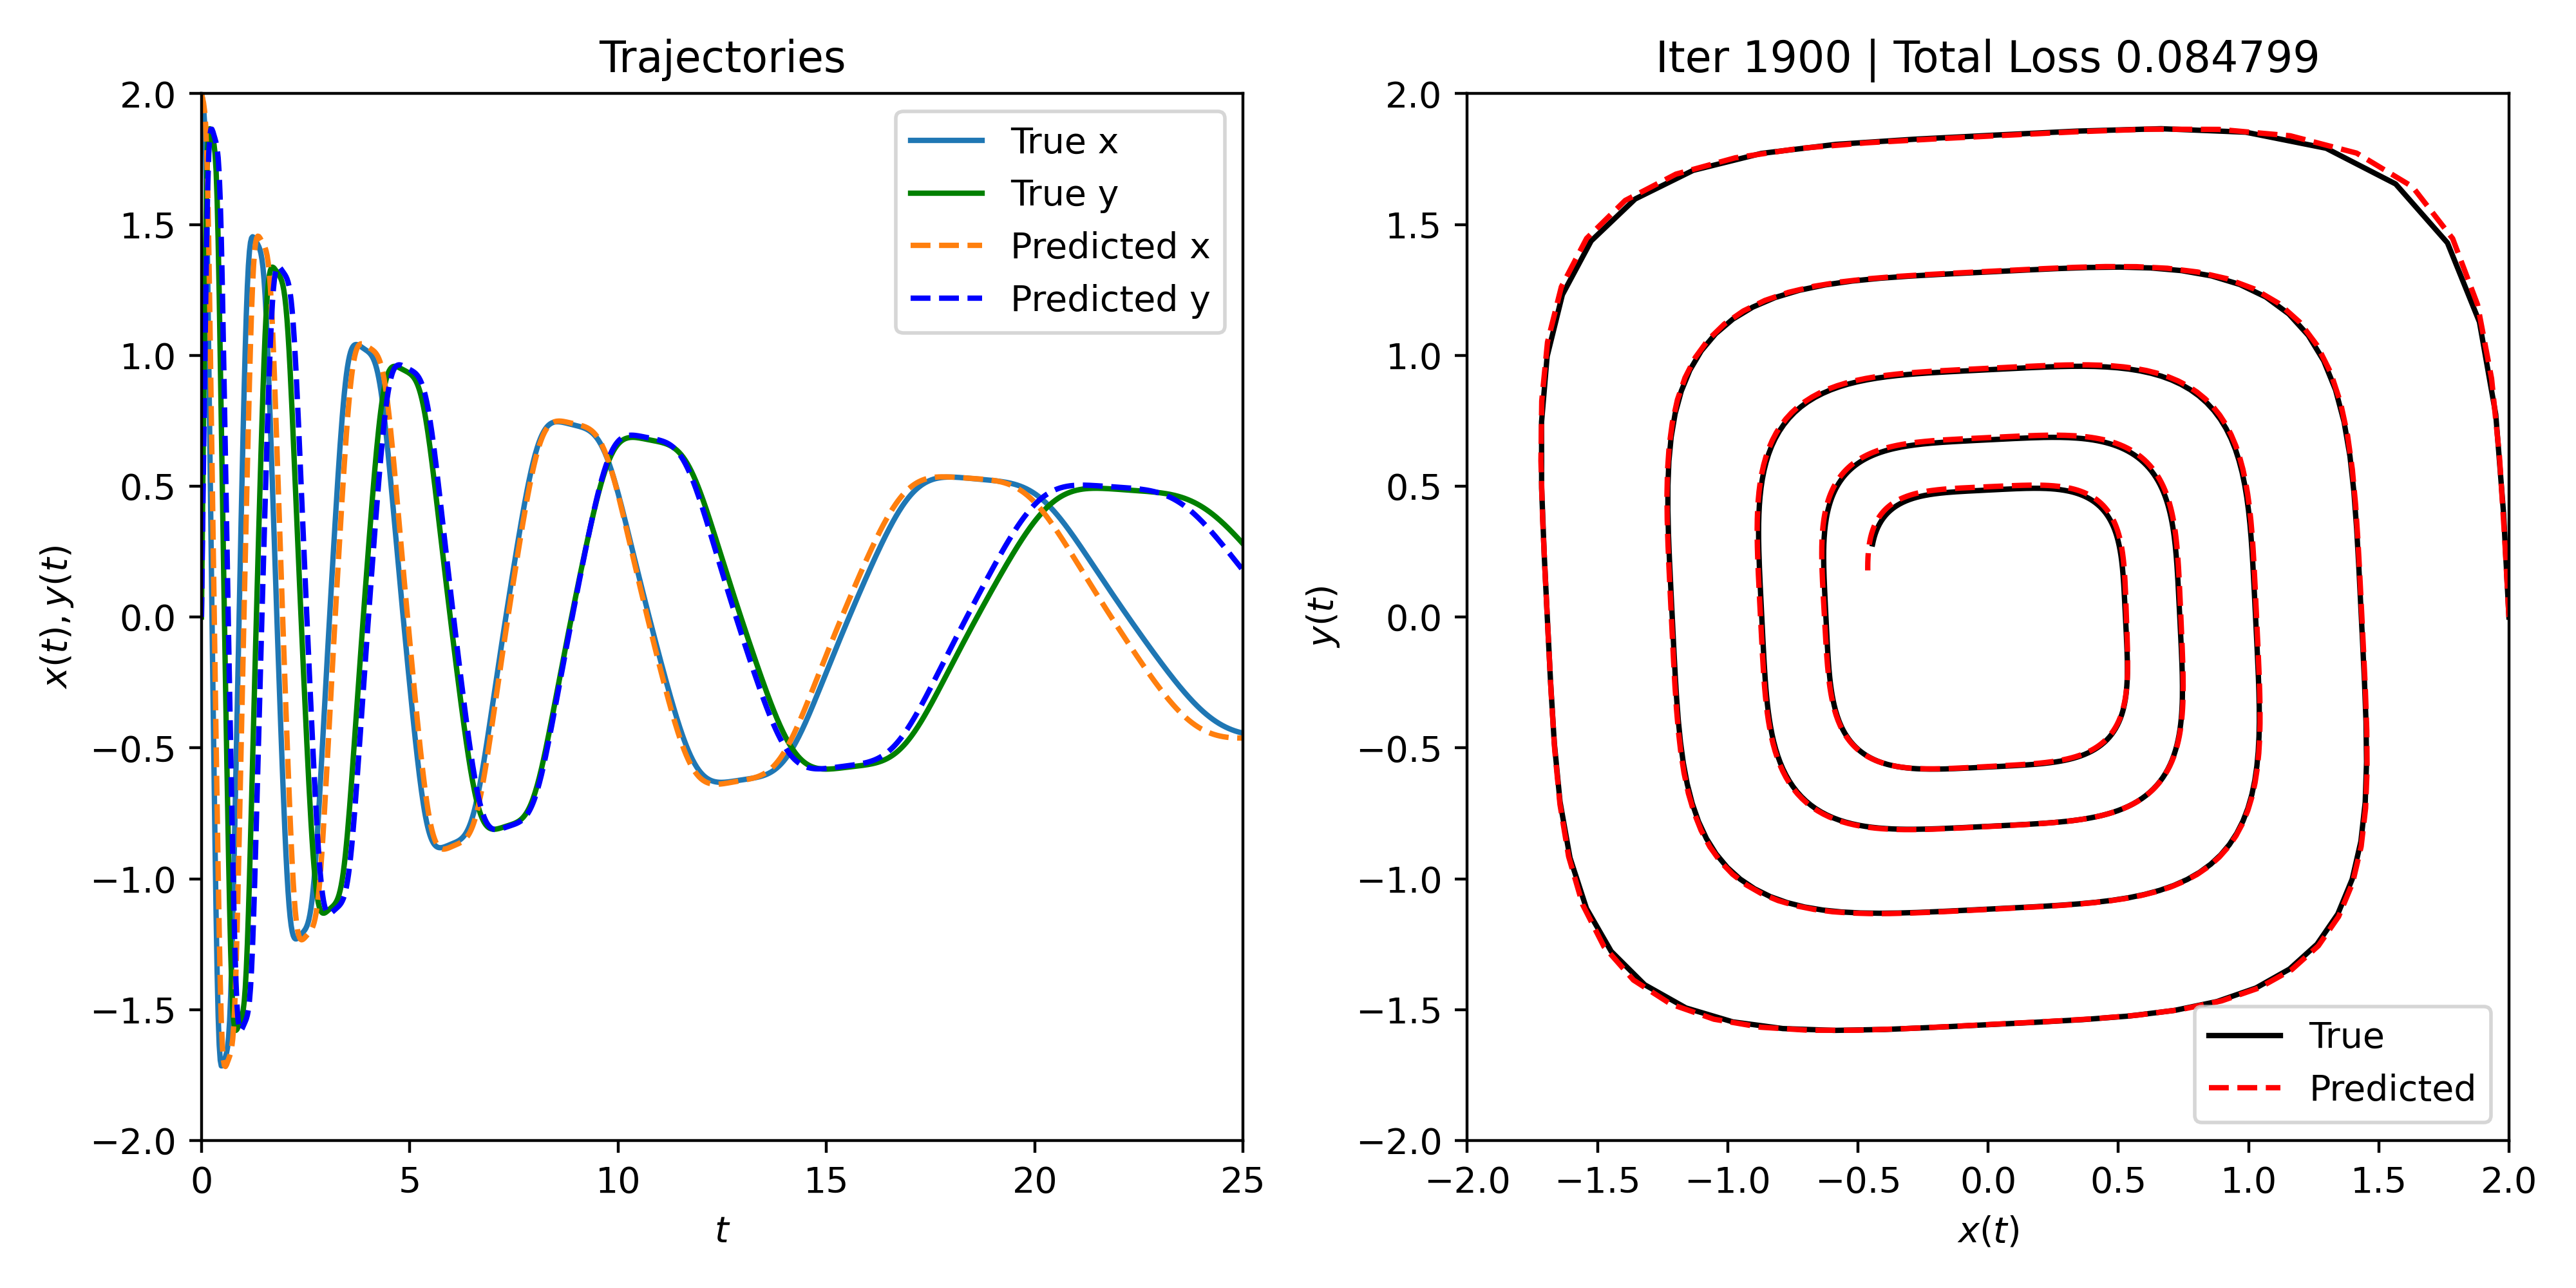 Trajectories
2.0
1.5
1.0
0.5
0.0
−0.5
−1.0
−1.5
−2.0
x(t), y(t)
0 5 10 15 20 25
t
True x
True y
Predicted x
Predicted y
Iter 1900 | Total Loss 0.084799
2.0
1.5
1.0
0.5
0.0
−0.5
−1.0
−1.5
−2.0
y(t)
−2.0 −1.5 −1.0 −0.5 0.0 0.5 1.0 1.5 2.0
x(t)
True
Predicted